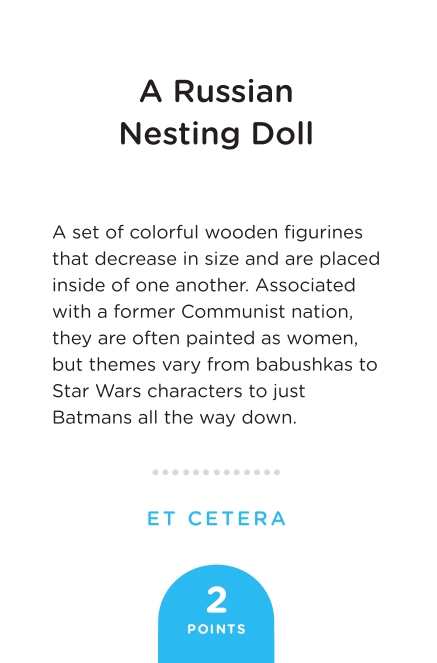 A Russian
Nesting Doll
A set of colorful wooden figurines
that decrease in size and are placed
inside of one another. Associated
with a former Communist nation,
they are often painted as women,
but themes vary from babushkas to
Star Wars characters to just
Batmans all the way down.
ET CETERA
2
POINTS